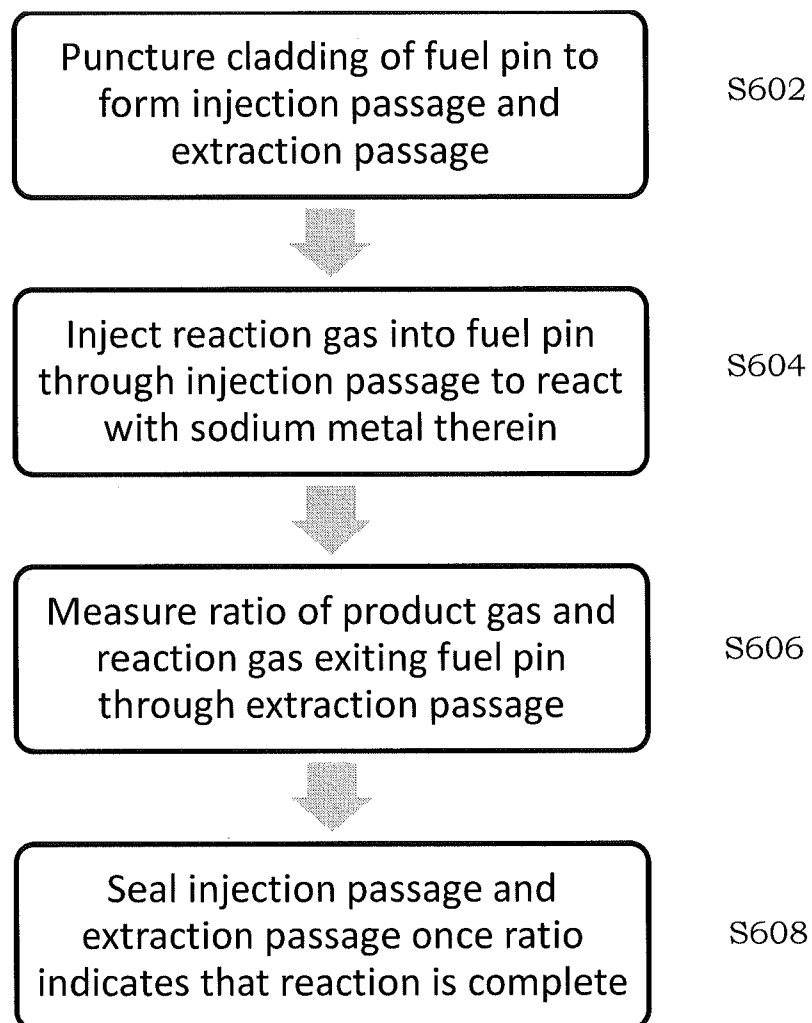 Puncture cladding of fuel pin to
form injection passage and
extraction passage
S602
Inject reaction gas into fuel pin
through injection passage to react
with sodium metal therein
S604
Measure ratio of product gas and
reaction gas exiting fuel pin
through extraction passage
S606
Seal injection passage and
extraction passage once ratio
indicates that reaction is complete
S608